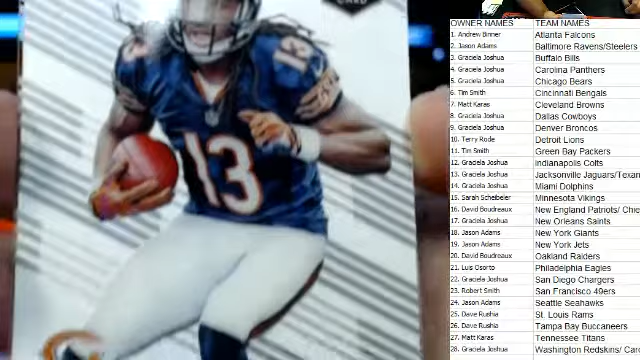 CARD
13
13
OWNER NAMES TEAM NAMES
1. Andrew Binner Atlanta Falcons
2. Jason Adams Baltimore Ravens/Steelers
3. Graciela Joshua Buffalo Bills
4. Graciela Joshua Carolina Panthers
5. Graciela Joshua Chicago Bears
6. Tim Smith Cincinnati Bengals
7. Matt Karas Cleveland Browns
8. Graciela Joshua Dallas Cowboys
9. Graciela Joshua Denver Broncos
10. Terry Rode Detroit Lions
11. Tim Smith Green Bay Packers
12. Graciela Joshua Indianapolis Colts
13. Graciela Joshua Jacksonville Jaguars/Texan
14. Graciela Joshua Miami Dolphins
15. Sarah Scheibeler Minnesota Vikings
16. David Boudreaux New England Patriots/ Chie
17. Graciela Joshua New Orleans Saints
18. Jason Adams New York Giants
19. Jason Adams New York Jets
20. David Boudreaux Oakland Raiders
21. Luis Osorto Philadelphia Eagles
22. Graciela Joshua San Diego Chargers
23. Robert Smith San Francisco 49ers
24. Jason Adams Seattle Seahawks
25. Dave Rushia St. Louis Rams
26. Dave Rushia Tampa Bay Buccaneers
27. Matt Karas Tennessee Titans
28. Graciela Joshua Washington Redskins/ Card